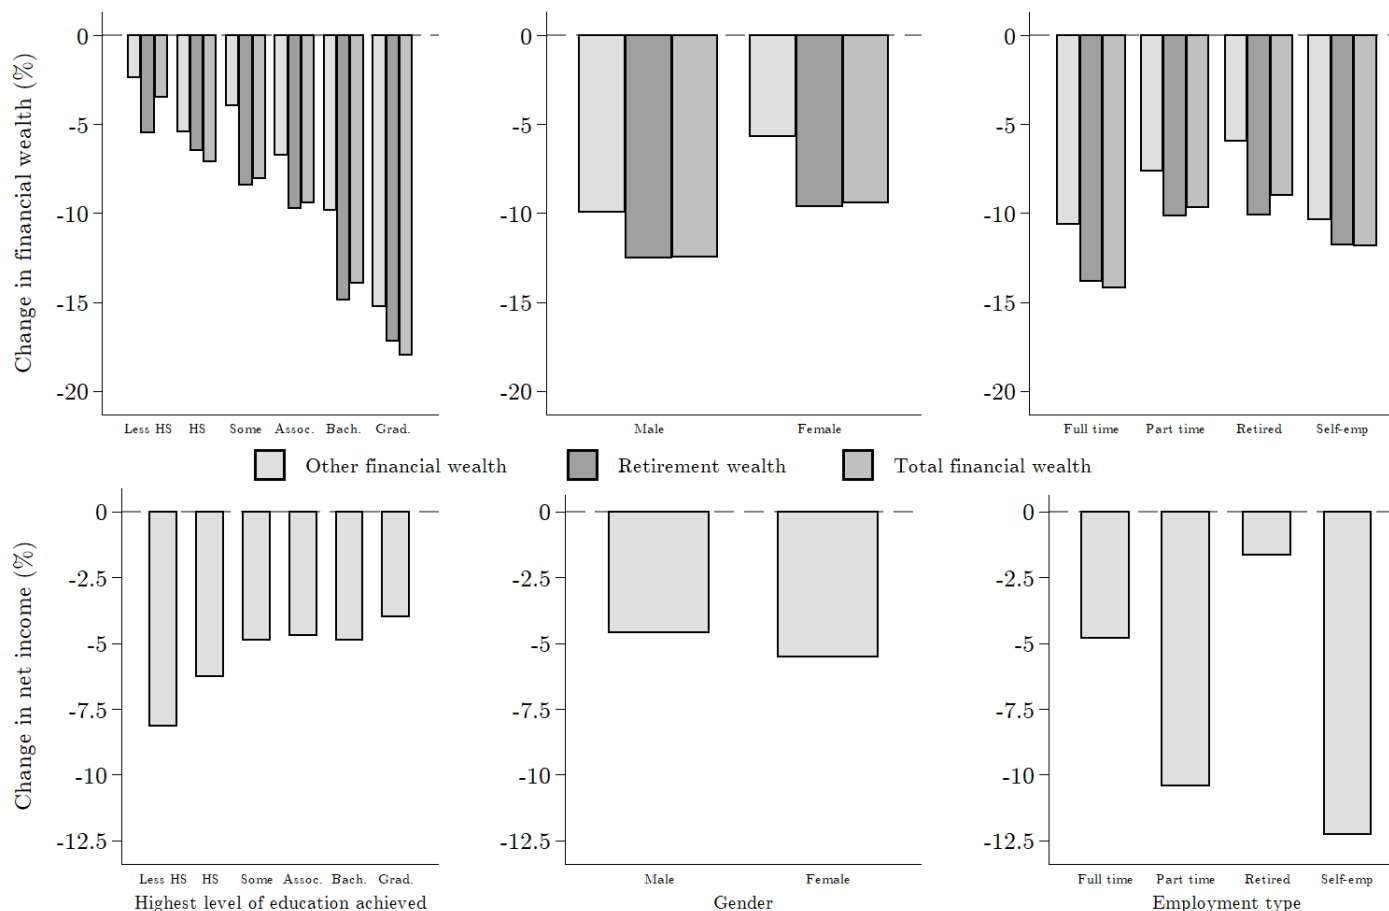 Change in financial wealth (%)
0
-5
-10
-15
-20
Less HS HS Some Assoc. Bach. Grad.
0
-5
-10
-15
-20
Male Female
0
-5
-10
-15
-20
Full time Part time Retired Self-emp
Other financial wealth Retirement wealth Total financial wealth
Change in net income (%)
0
-2.5
-5
-7.5
-10
-12.5
Less HS HS Some Assoc. Bach. Grad.
Highest level of education achieved
0
-2.5
-5
-7.5
-10
-12.5
Male Female
Gender
0
-2.5
-5
-7.5
-10
-12.5
Full time Part time Retired Self-emp
Employment type